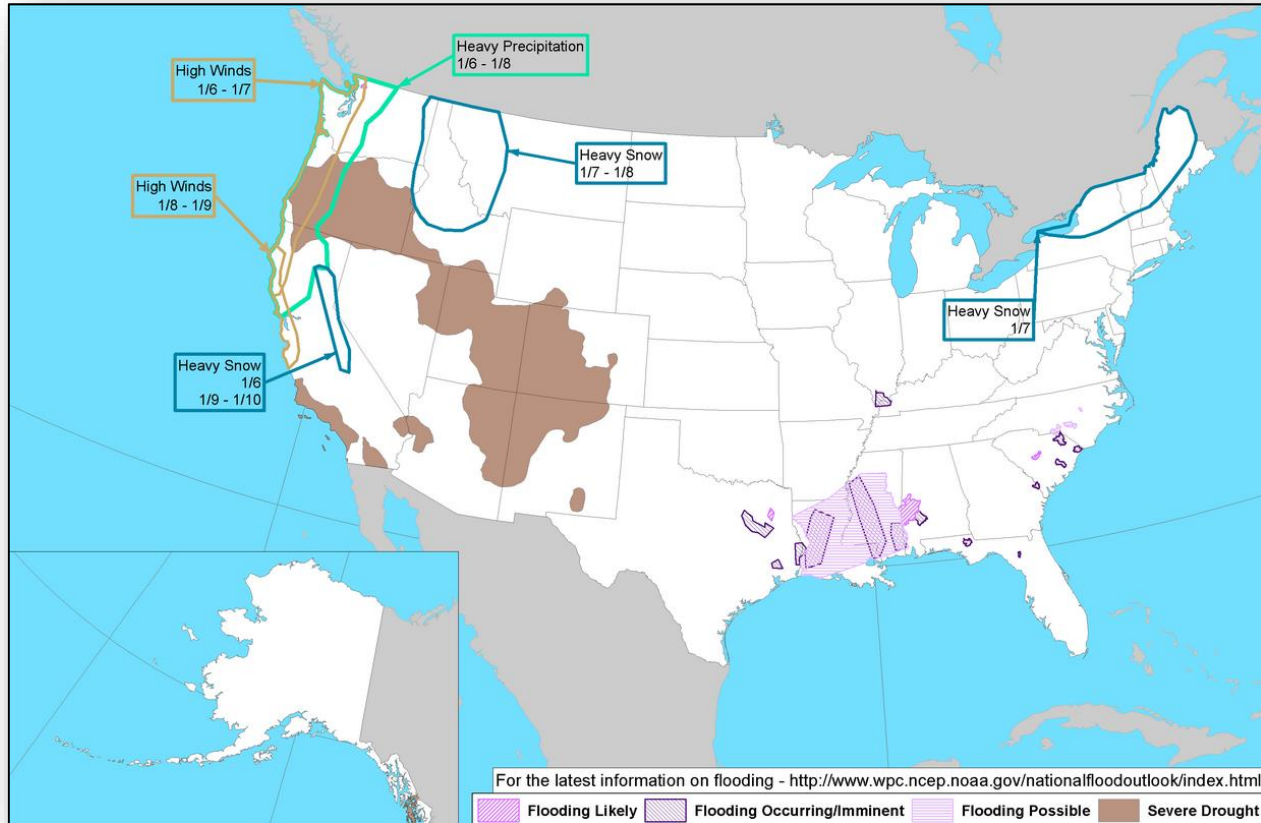 Heavy Precipitation
1/6 - 1/8
High Winds
1/6 - 1/7
Heavy Snow
1/7 - 1/8
High Winds
1/8 - 1/9
Heavy Snow
1/7
Heavy Snow
1/6
1/9 - 1/10
For the latest information on flooding - http://www.wpc.ncep.noaa.gov/nationalfloodoutlook/index.html
Flooding Likely
Flooding Occurring/Imminent
Flooding Possible
Severe Drought